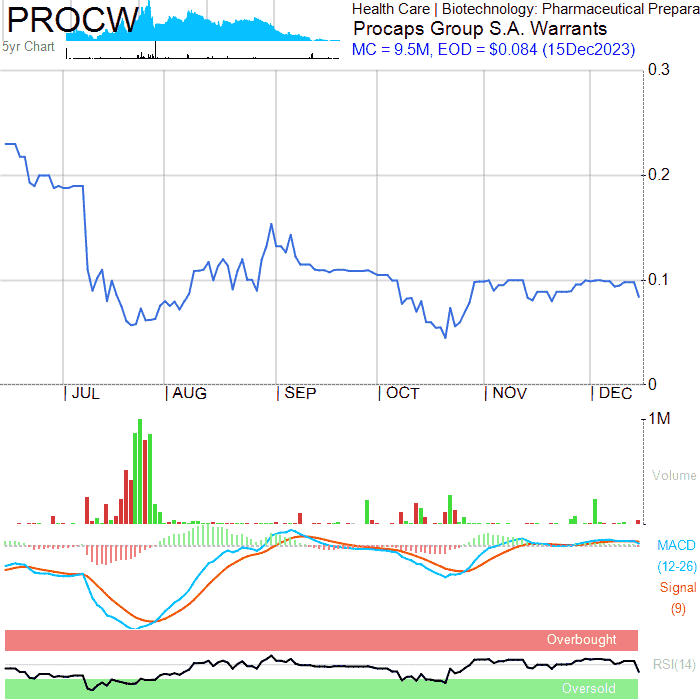 PROCW
5yr Chart
Health Care | Biotechnology: Pharmaceutical Prepara
Procaps Group S.A. Warrants
MC = 9.5M, EOD = $0.084 (15Dec2023)
0.3
0.2
0.1
0
| JUL | AUG | SEP | OCT | NOV | DEC
1M
Volume
MACD
(12-26)
Signal
(9)
Overbought
RSI(14)
Oversold